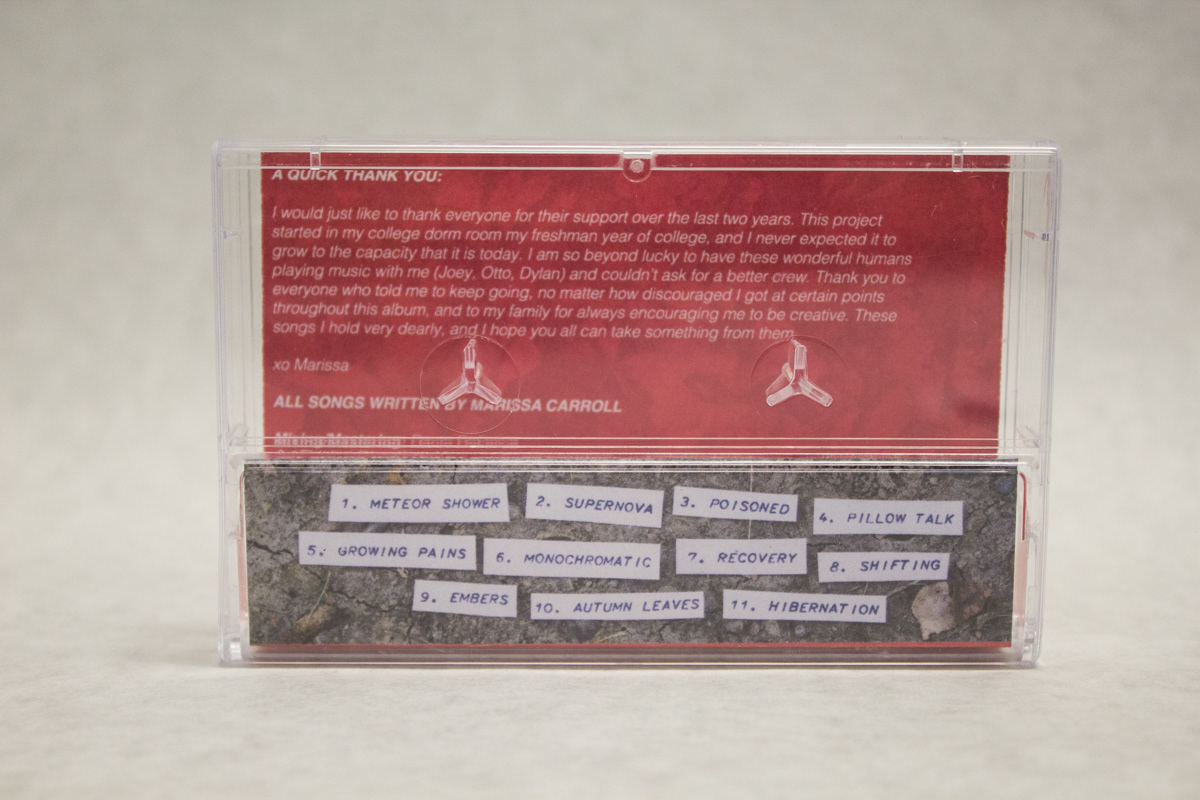 A QUICK THANK YOU:
I would just like to thank everyone for their support over the last two years. This project
started in my college dorm room my freshman year of college, and I never expected it to
grow to the capacity that it is today. I am so beyond lucky to have these wonderful humans
playing music with me (Joey, Otto, Dylan) and couldn't ask for a better crew. Thank you to
everyone who told me to keep going, no matter how discouraged I got at certain points
throughout this album, and to my family for always encouraging me to be creative. These
songs I hold very dearly, and I hope you all can take something from them.
xo Marissa
ALL SONGS WRITTEN BY MARISSA CARROLL
Mixing/Mastering:
1. METEOR SHOWER 2. SUPERNOVA 3. POISONED 4. PILLOW TALK
5. GROWING PAINS 6. MONOCHROMATIC 7. RECOVERY 8. SHIFTING
9. EMBERS 10. AUTUMN LEAVES 11. HIBERNATION